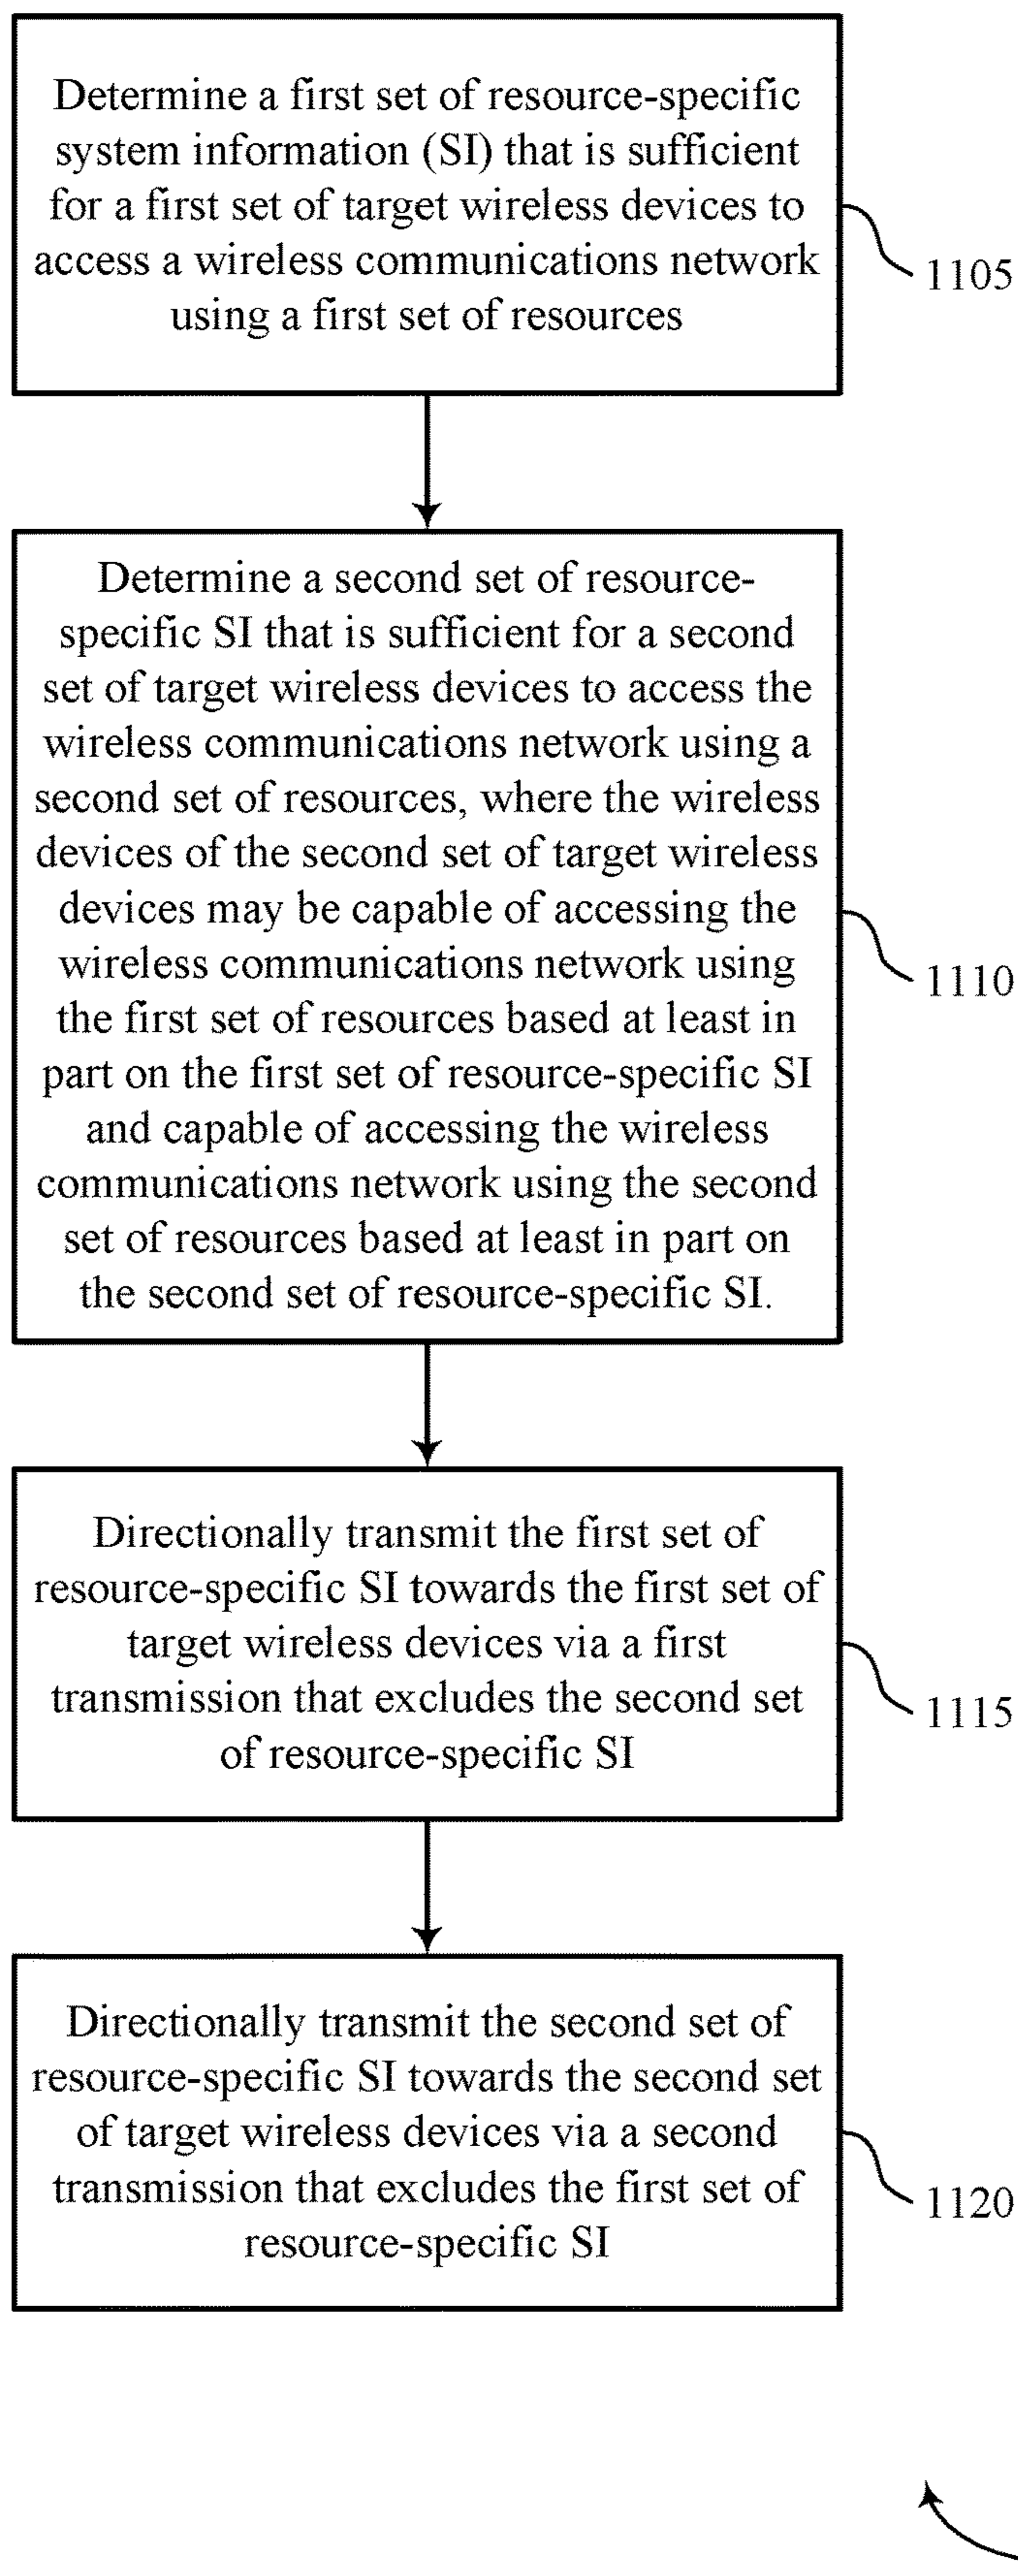 Determine a first set of resource-specific
system information (SI) that is sufficient
for a first set of target wireless devices to
access a wireless communications network
using a first set of resources
1105
Determine a second set of resource-
specific SI that is sufficient for a second
set of target wireless devices to access the
wireless communications network using a
second set of resources, where the wireless
devices of the second set of target wireless
devices may be capable of accessing the
wireless communications network using
the first set of resources based at least in
part on the first set of resource-specific SI
and capable of accessing the wireless
communications network using the second
set of resources based at least in part on
the second set of resource-specific SI.
1110
Directionally transmit the first set of
resource-specific SI towards the first set of
target wireless devices via a first
transmission that excludes the second set
of resource-specific SI
1115
Directionally transmit the second set of
resource-specific SI towards the second set
of target wireless devices via a second
transmission that excludes the first set of
resource-specific SI
1120